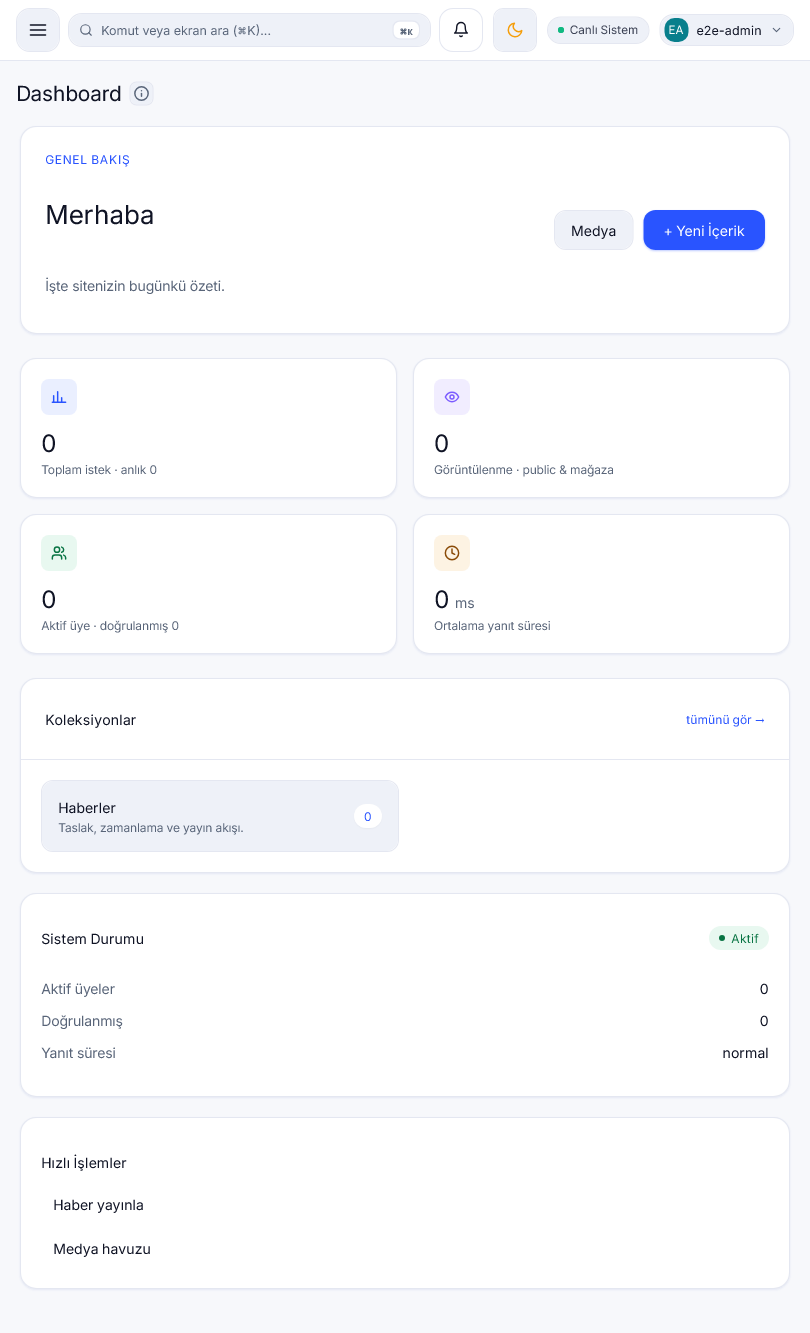 Komut veya ekran ara (⌘K)...
⌘K
Canlı Sistem
EA
e2e-admin
Dashboard
GENEL BAKIŞ
Merhaba
Medya
+ Yeni İçerik
İşte sitenizin bugünkü özeti.
0
Toplam istek · anlık 0
0
Görüntülenme · public & mağaza
0
Aktif üye · doğrulanmış 0
0 ms
Ortalama yanıt süresi
Koleksiyonlar
tümünü gör →
Haberler
Taslak, zamanlama ve yayın akışı.
0
Sistem Durumu
Aktif
Aktif üyeler
0
Doğrulanmış
0
Yanıt süresi
normal
Hızlı İşlemler
Haber yayınla
Medya havuzu